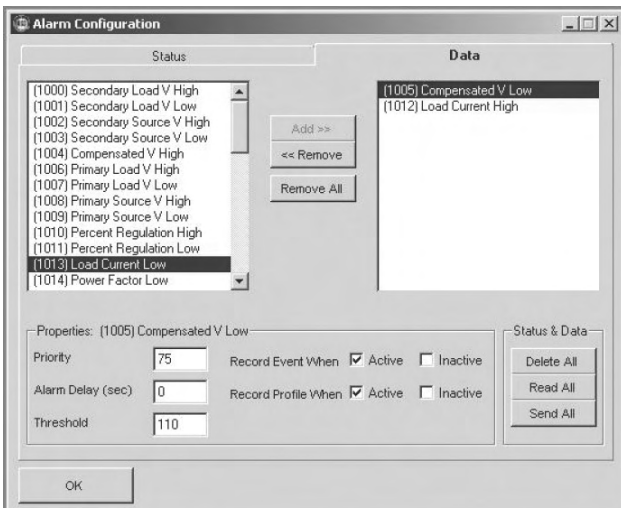 Alarm Configuration
Status
Data
(1000) Secondary Load V High
(1001) Secondary Load V Low
(1002) Secondary Source V High
(1003) Secondary Source V Low
(1004) Compensated V High
(1006) Primary Load V High
(1007) Primary Load V Low
(1008) Primary Source V High
(1009) Primary Source V Low
(1010) Percent Regulation High
(1011) Percent Regulation Low
(1013) Load Current Low
(1014) Power Factor Low
Add >>
<< Remove
Remove All
(1005) Compensated V Low
(1012) Load Current High
Properties: (1005) Compensated V Low
Priority 75 Record Event When Active Inactive
Alarm Delay (sec) 0 Record Profile When Active Inactive
Threshold 110
Status & Data
Delete All
Read All
Send All
OK